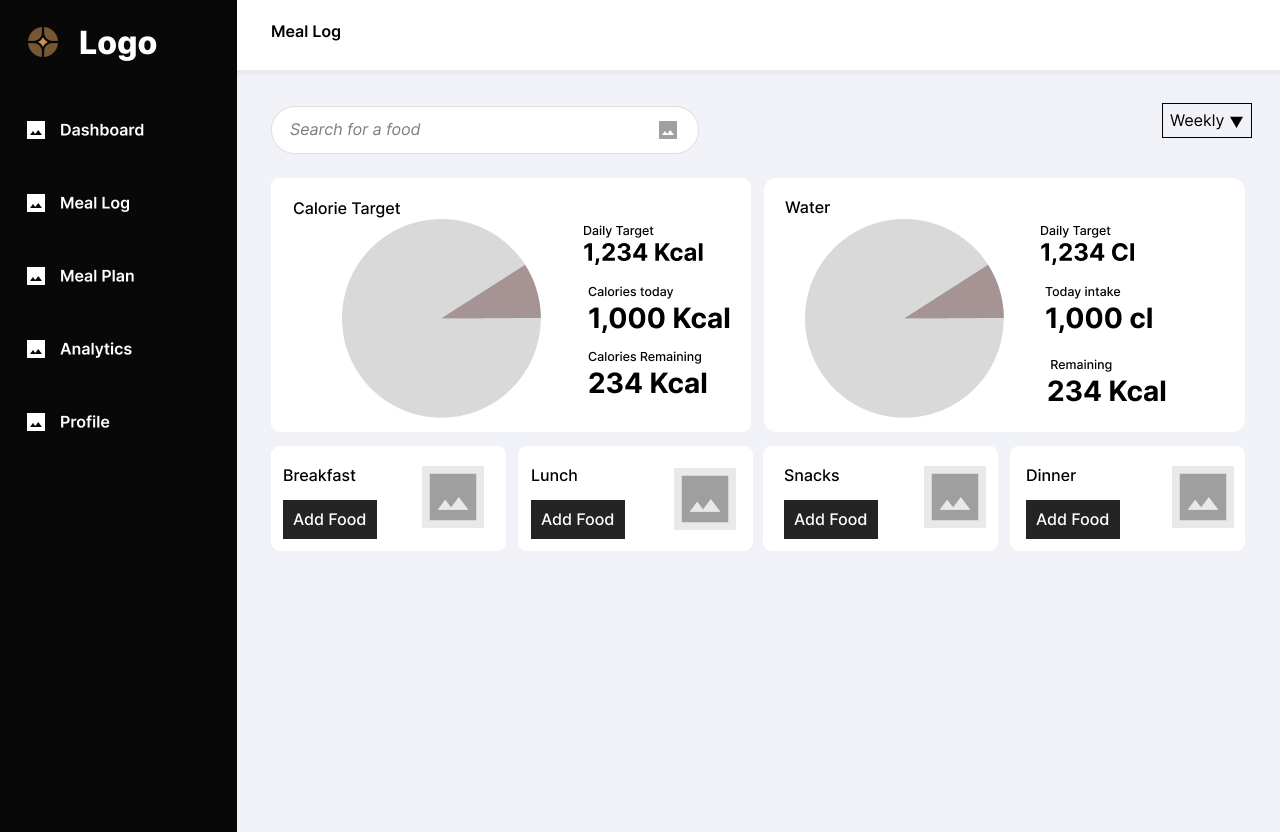 Logo
Dashboard
Meal Log
Meal Plan
Analytics
Profile
Meal Log
Search for a food
Weekly ▼
Calorie Target
Daily Target
1,234 Kcal
Calories today
1,000 Kcal
Calories Remaining
234 Kcal
Water
Daily Target
1,234 Cl
Today intake
1,000 cl
Remaining
234 Kcal
Breakfast
Add Food
Lunch
Add Food
Snacks
Add Food
Dinner
Add Food